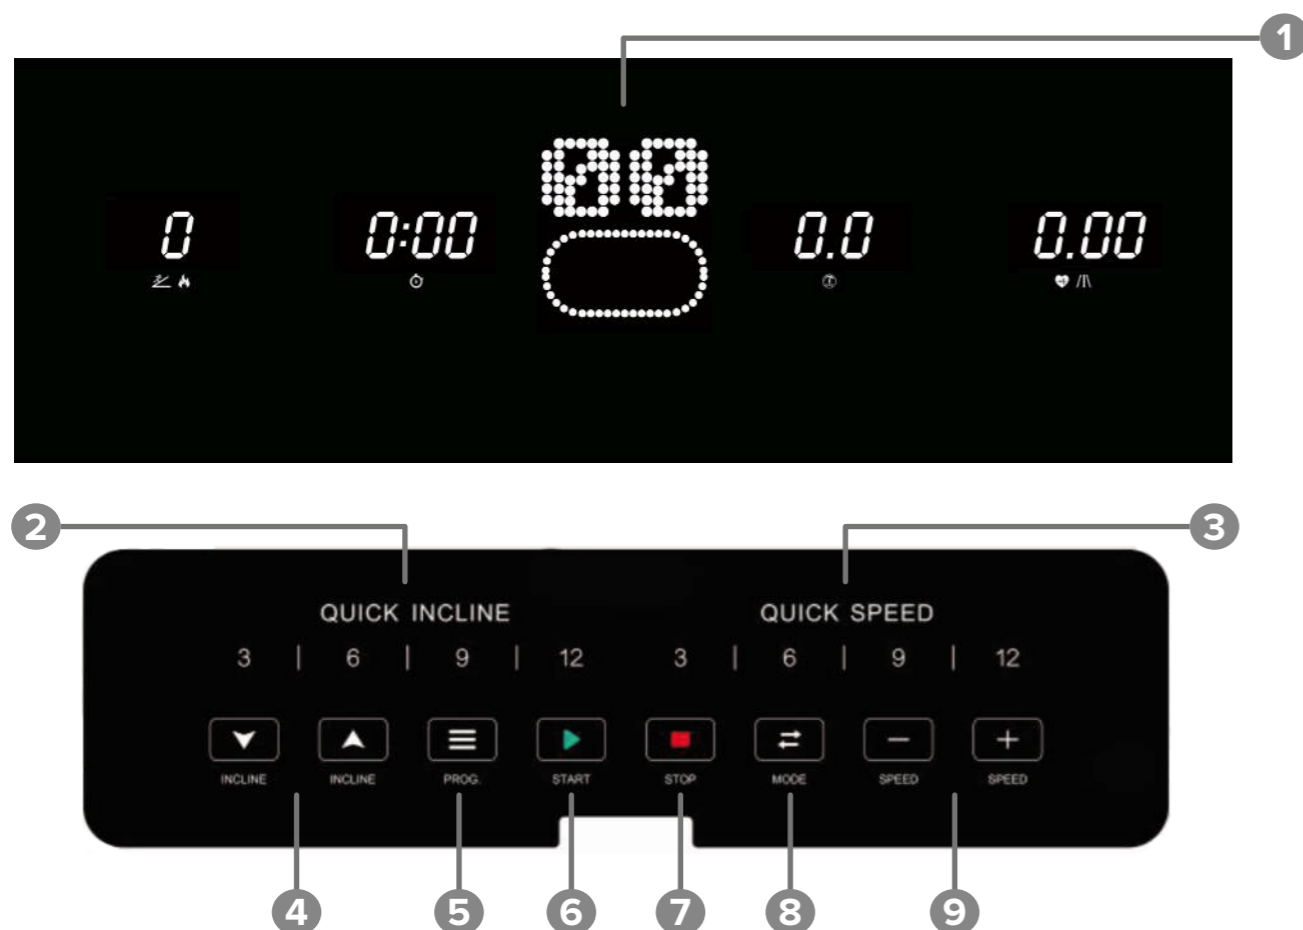 1
00
0 0:00 0.0 0.00
2 3
QUICK INCLINE QUICK SPEED
3 | 6 | 9 | 12 3 | 6 | 9 | 12
INCLINE INCLINE PROG. START STOP MODE SPEED SPEED
4 5 6 7 8 9